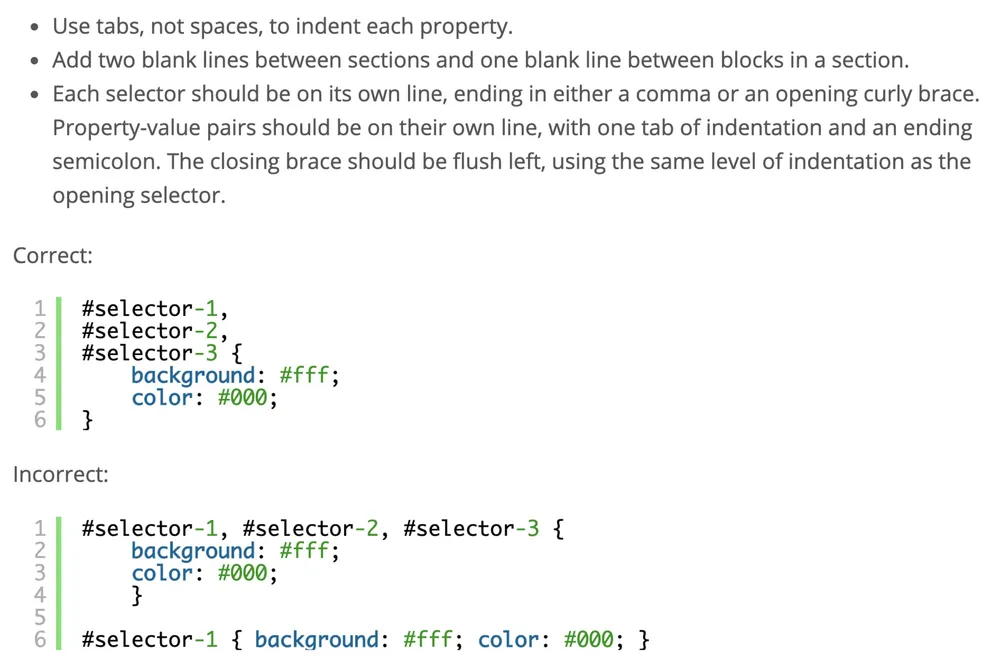 • Use tabs, not spaces, to indent each property.
• Add two blank lines between sections and one blank line between blocks in a section.
• Each selector should be on its own line, ending in either a comma or an opening curly brace.
Property-value pairs should be on their own line, with one tab of indentation and an ending
semicolon. The closing brace should be flush left, using the same level of indentation as the
opening selector.
Correct:
1 #selector-1,
2 #selector-2,
3 #selector-3 {
4     background: #fff;
5     color: #000;
6 }
Incorrect:
1 #selector-1, #selector-2, #selector-3 {
2     background: #fff;
3     color: #000;
4     }
5
6 #selector-1 { background: #fff; color: #000; }